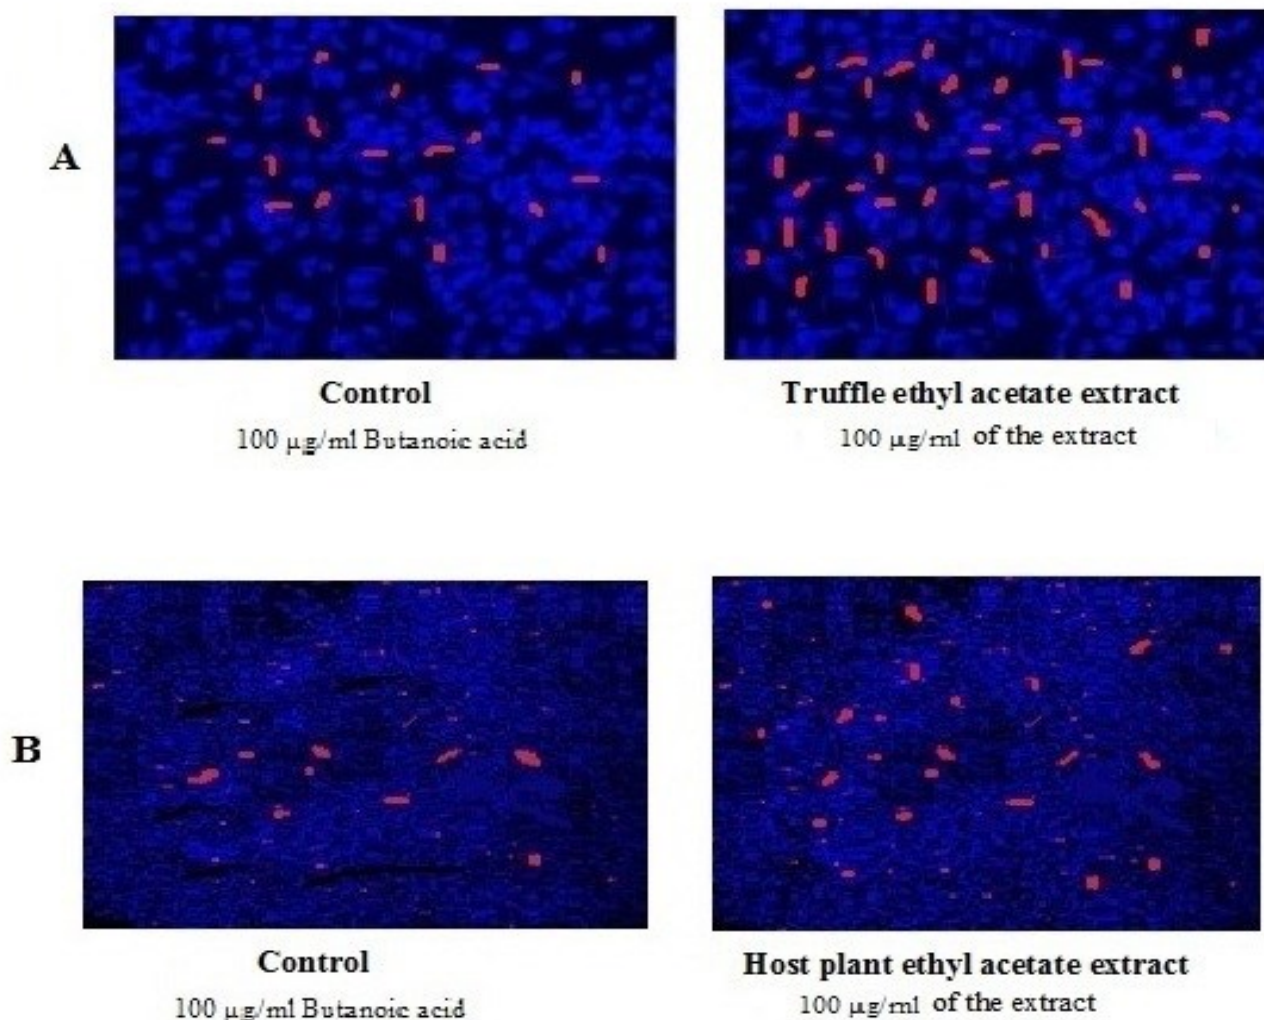 A
Control
100 µg/ml Butanoic acid
Truffle ethyl acetate extract
100 µg/ml of the extract
B
Control
100 µg/ml Butanoic acid
Host plant ethyl acetate extract
100 µg/ml of the extract